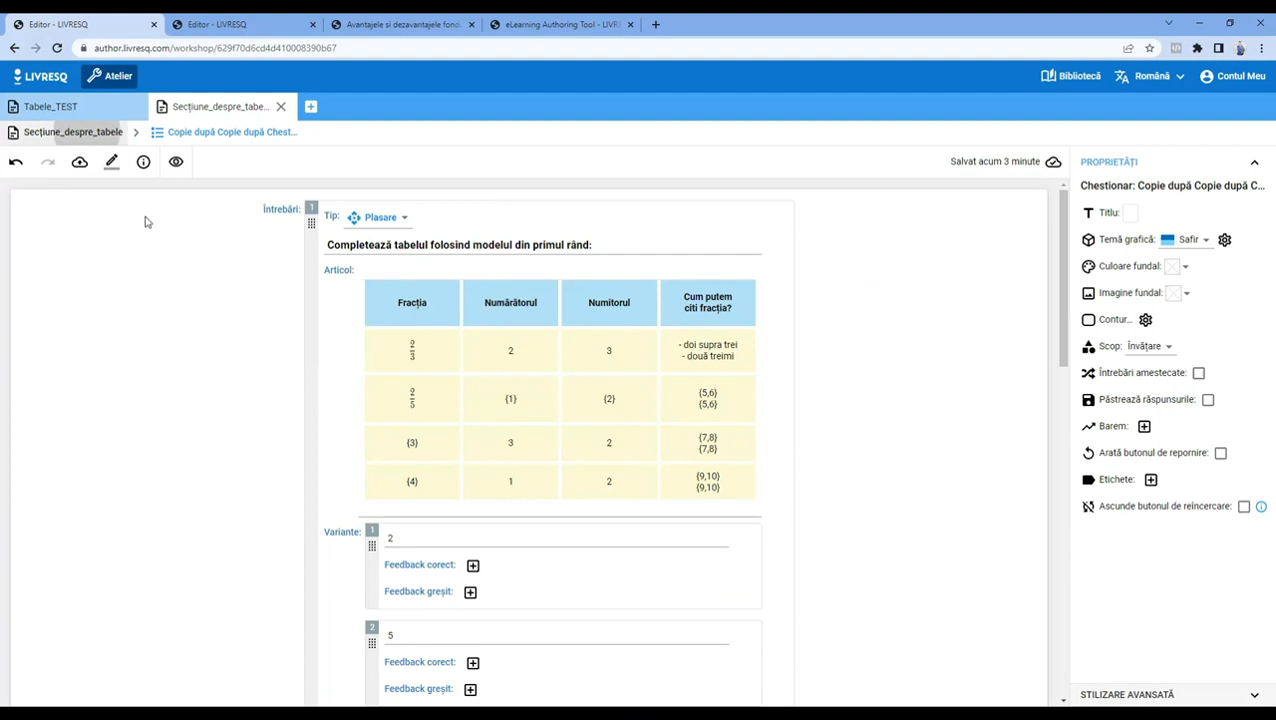 Editor - LIVRESQ
Editor - LIVRESQ
Avantajele si dezavantajele fond
eLearning Authoring Tool - LIVRE
author.livresq.com/workshop/629f70d6cd4d410008390b67
LIVRESQ
Atelier
Bibliotecă
Română
Contul Meu
Tabele_TEST
Secțiune_despre_tabe...
Secțiune_despre_tabele
Copie după Copie după Chest...
Salvat acum 3 minute
Întrebări:
1
Tip:
Plasare
Completează tabelul folosind modelul din primul rând:
Articol:
Fracția Numărătorul Numitorul Cum putem
citi fracția?
2
3
2 3
- doi supra trei
- două treimi
2
5
{1} {2}
{5,6}
{5,6}
{3} 3 2
{7,8}
{7,8}
{4} 1 2
{9,10}
{9,10}
Variante:
1
2
Feedback corect:
Feedback greșit:
2
5
Feedback corect:
Feedback greșit:
PROPRIETĂȚI
Chestionar: Copie după Copie după C...
Titlu:
Temă grafică: Safir
Culoare fundal:
Imagine fundal:
Contur...
Scop: Învățare
Întrebări amestecate:
Păstrează răspunsurile:
Barem:
Arată butonul de repornire:
Etichete:
Ascunde butonul de reîncercare:
STILIZARE AVANSATĂ